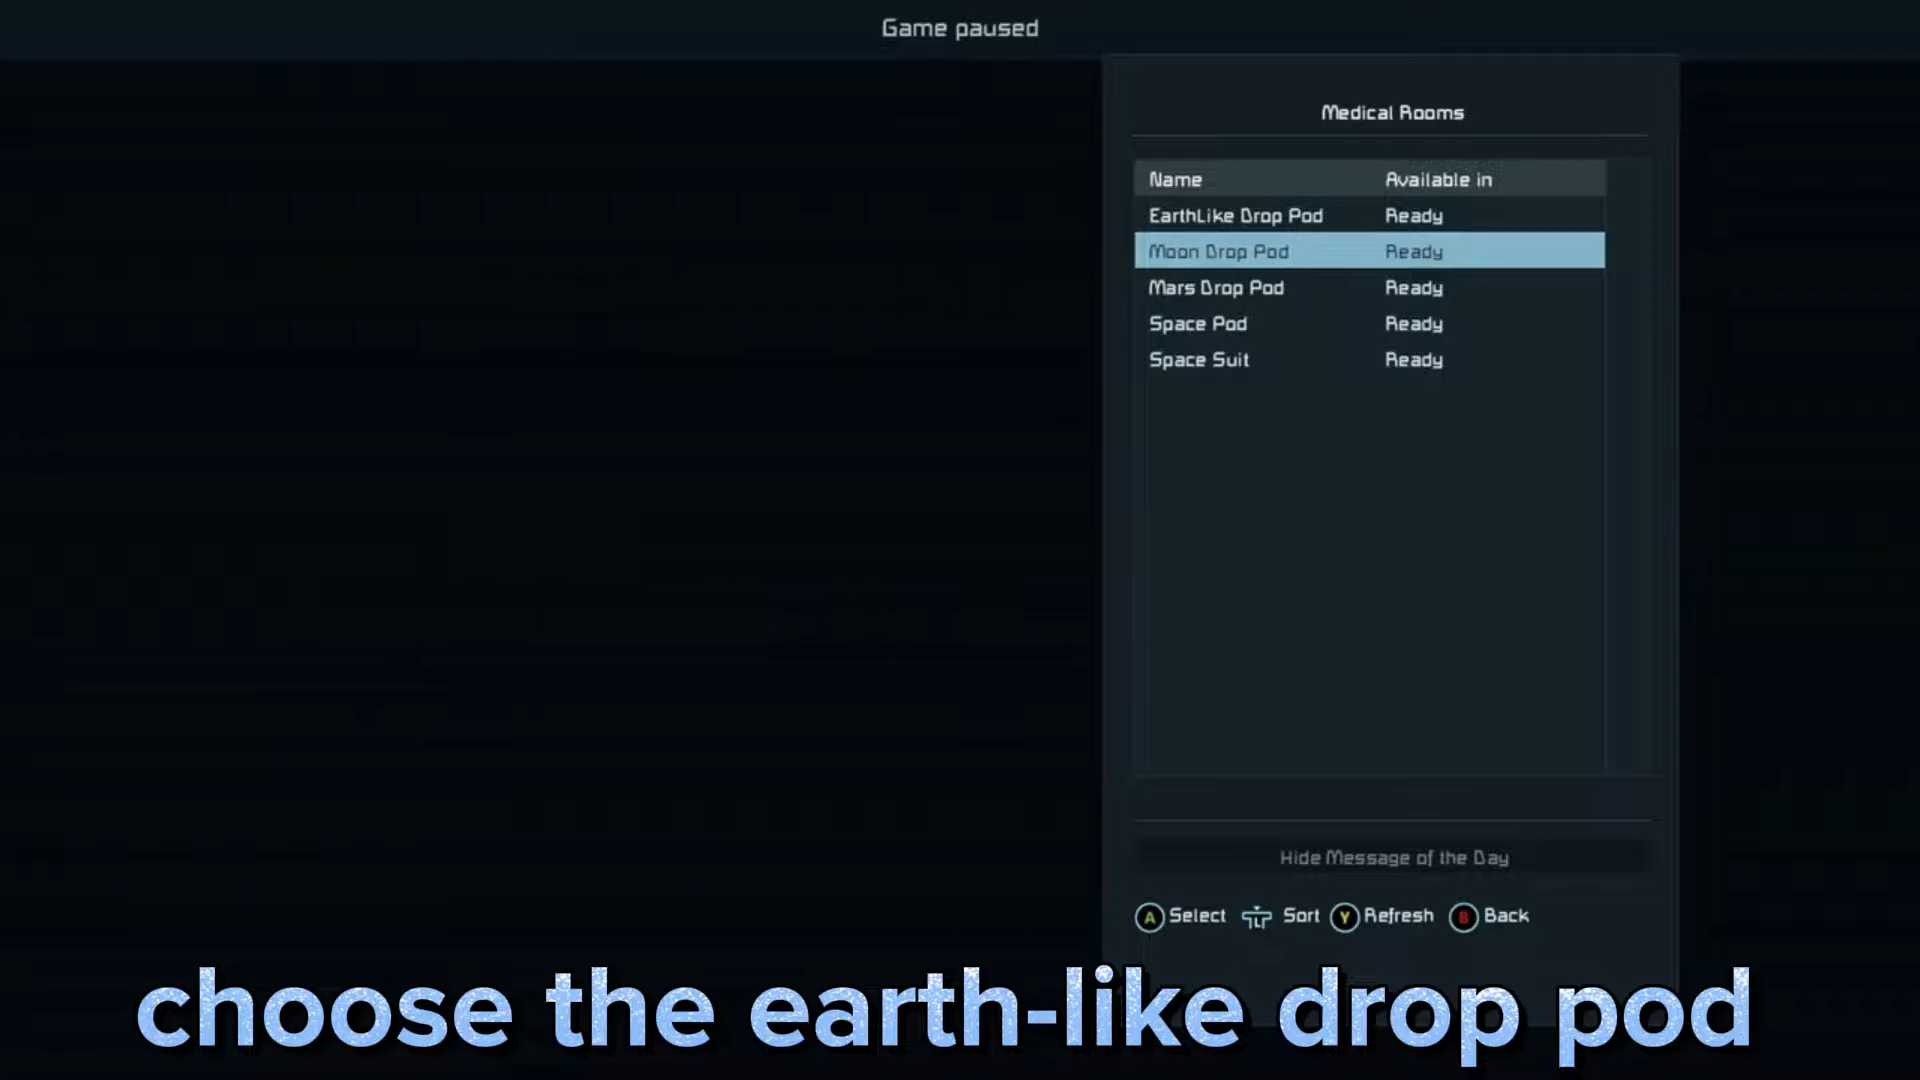 Game paused
Medical Rooms
Name Available in
EarthLike Drop Pod Ready
Moon Drop Pod Ready
Mars Drop Pod Ready
Space Pod Ready
Space Suit Ready
Hide Message of the Day
A Select Sort Y Refresh B Back
choose the earth-like drop pod